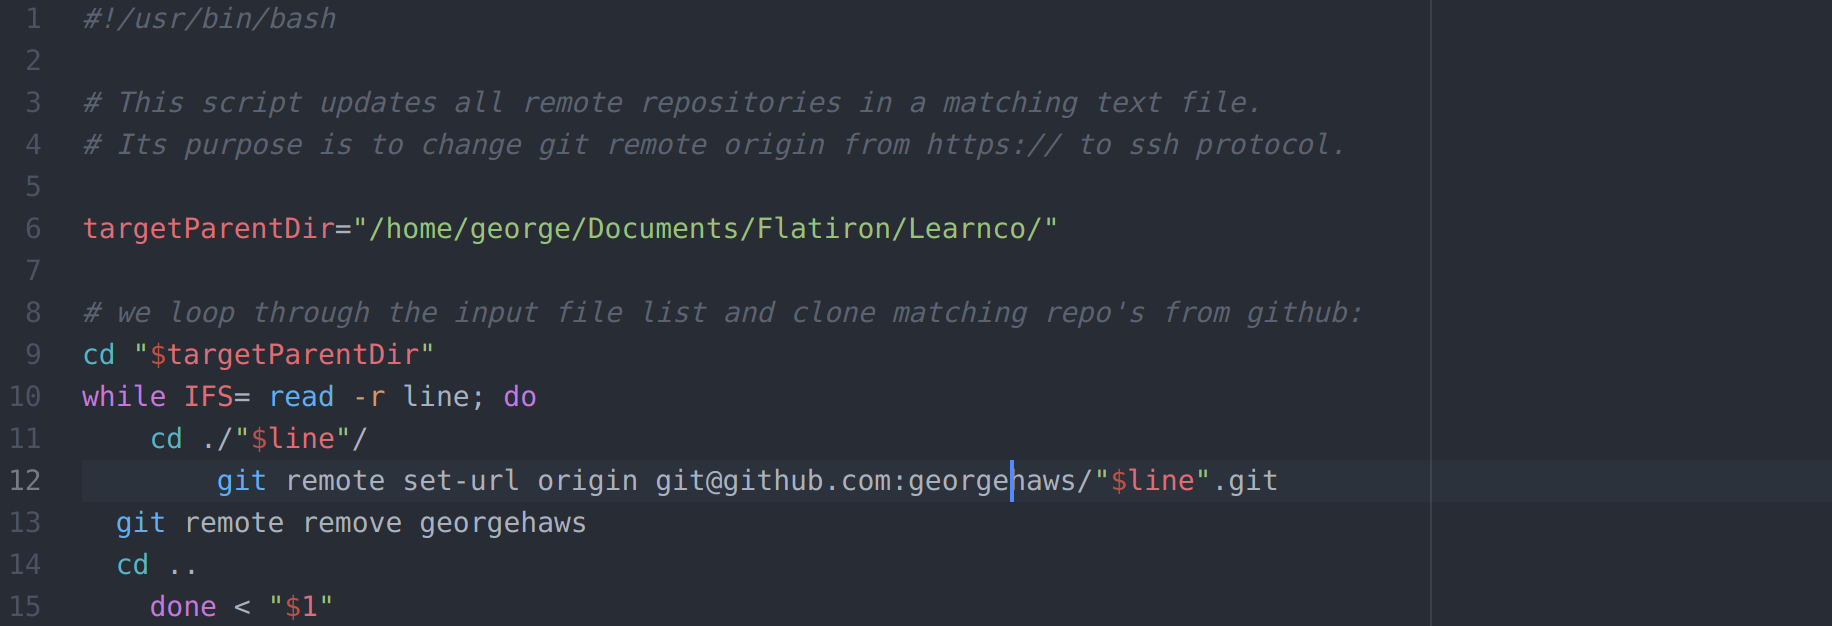 1 #!/usr/bin/bash
2
3 # This script updates all remote repositories in a matching text file.
4 # Its purpose is to change git remote origin from https:// to ssh protocol.
5
6 targetParentDir="/home/george/Documents/Flatiron/Learnco/"
7
8 # we loop through the input file list and clone matching repo's from github:
9 cd "$targetParentDir"
10 while IFS= read -r line; do
11     cd ./"$line"/
12         git remote set-url origin git@github.com:georgehaws/"$line".git
13   git remote remove georgehaws
14   cd ..
15     done < "$1"